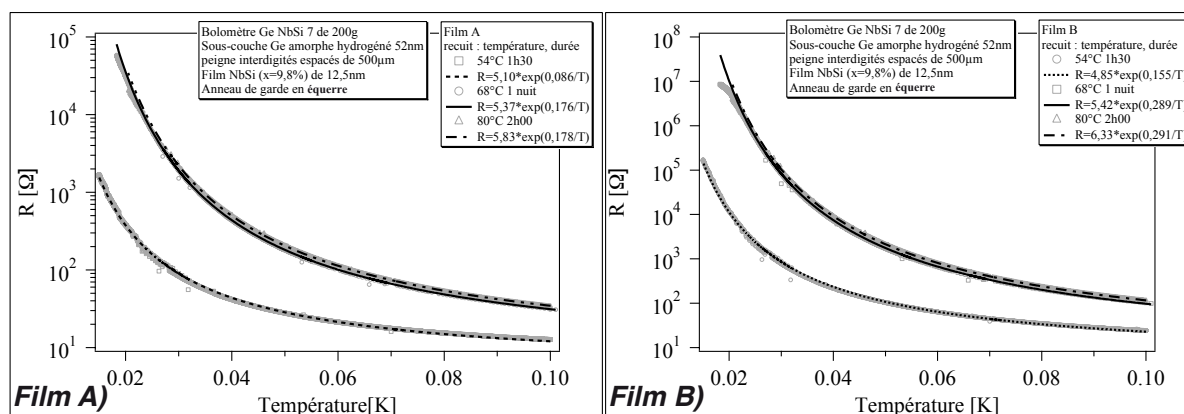 Bolomètre Ge NbSi 7 de 200g
Sous-couche Ge amorphe hydrogéné 52nm
peigne interdigités espacés de 500µm
Film NbSi (x=9,8%) de 12,5nm
Anneau de garde en équerre
Film A
recuit : température, durée
54°C 1h30
R=5,10*exp(0,086/T)
68°C 1 nuit
R=5,37*exp(0,176/T)
80°C 2h00
R=5,83*exp(0,178/T)
R [Ω]
10^5
10^4
10^3
10^2
10^1
0.02 0.04 0.06 0.08 0.10
Température[K]
Film A)
Bolomètre Ge NbSi 7 de 200g
Sous-couche Ge amorphe hydrogéné 52nm
peigne interdigités espacés de 500µm
Film NbSi (x=9,8%) de 12,5nm
Anneau de garde en équerre
Film B
recuit : température, durée
54°C 1h30
R=4,85*exp(0,155/T)
68°C 1 nuit
R=5,42*exp(0,289/T)
80°C 2h00
R=6,33*exp(0,291/T)
R [Ω]
10^8
10^7
10^6
10^5
10^4
10^3
10^2
10^1
10^0
0.02 0.04 0.06 0.08 0.10
Température [K]
Film B)